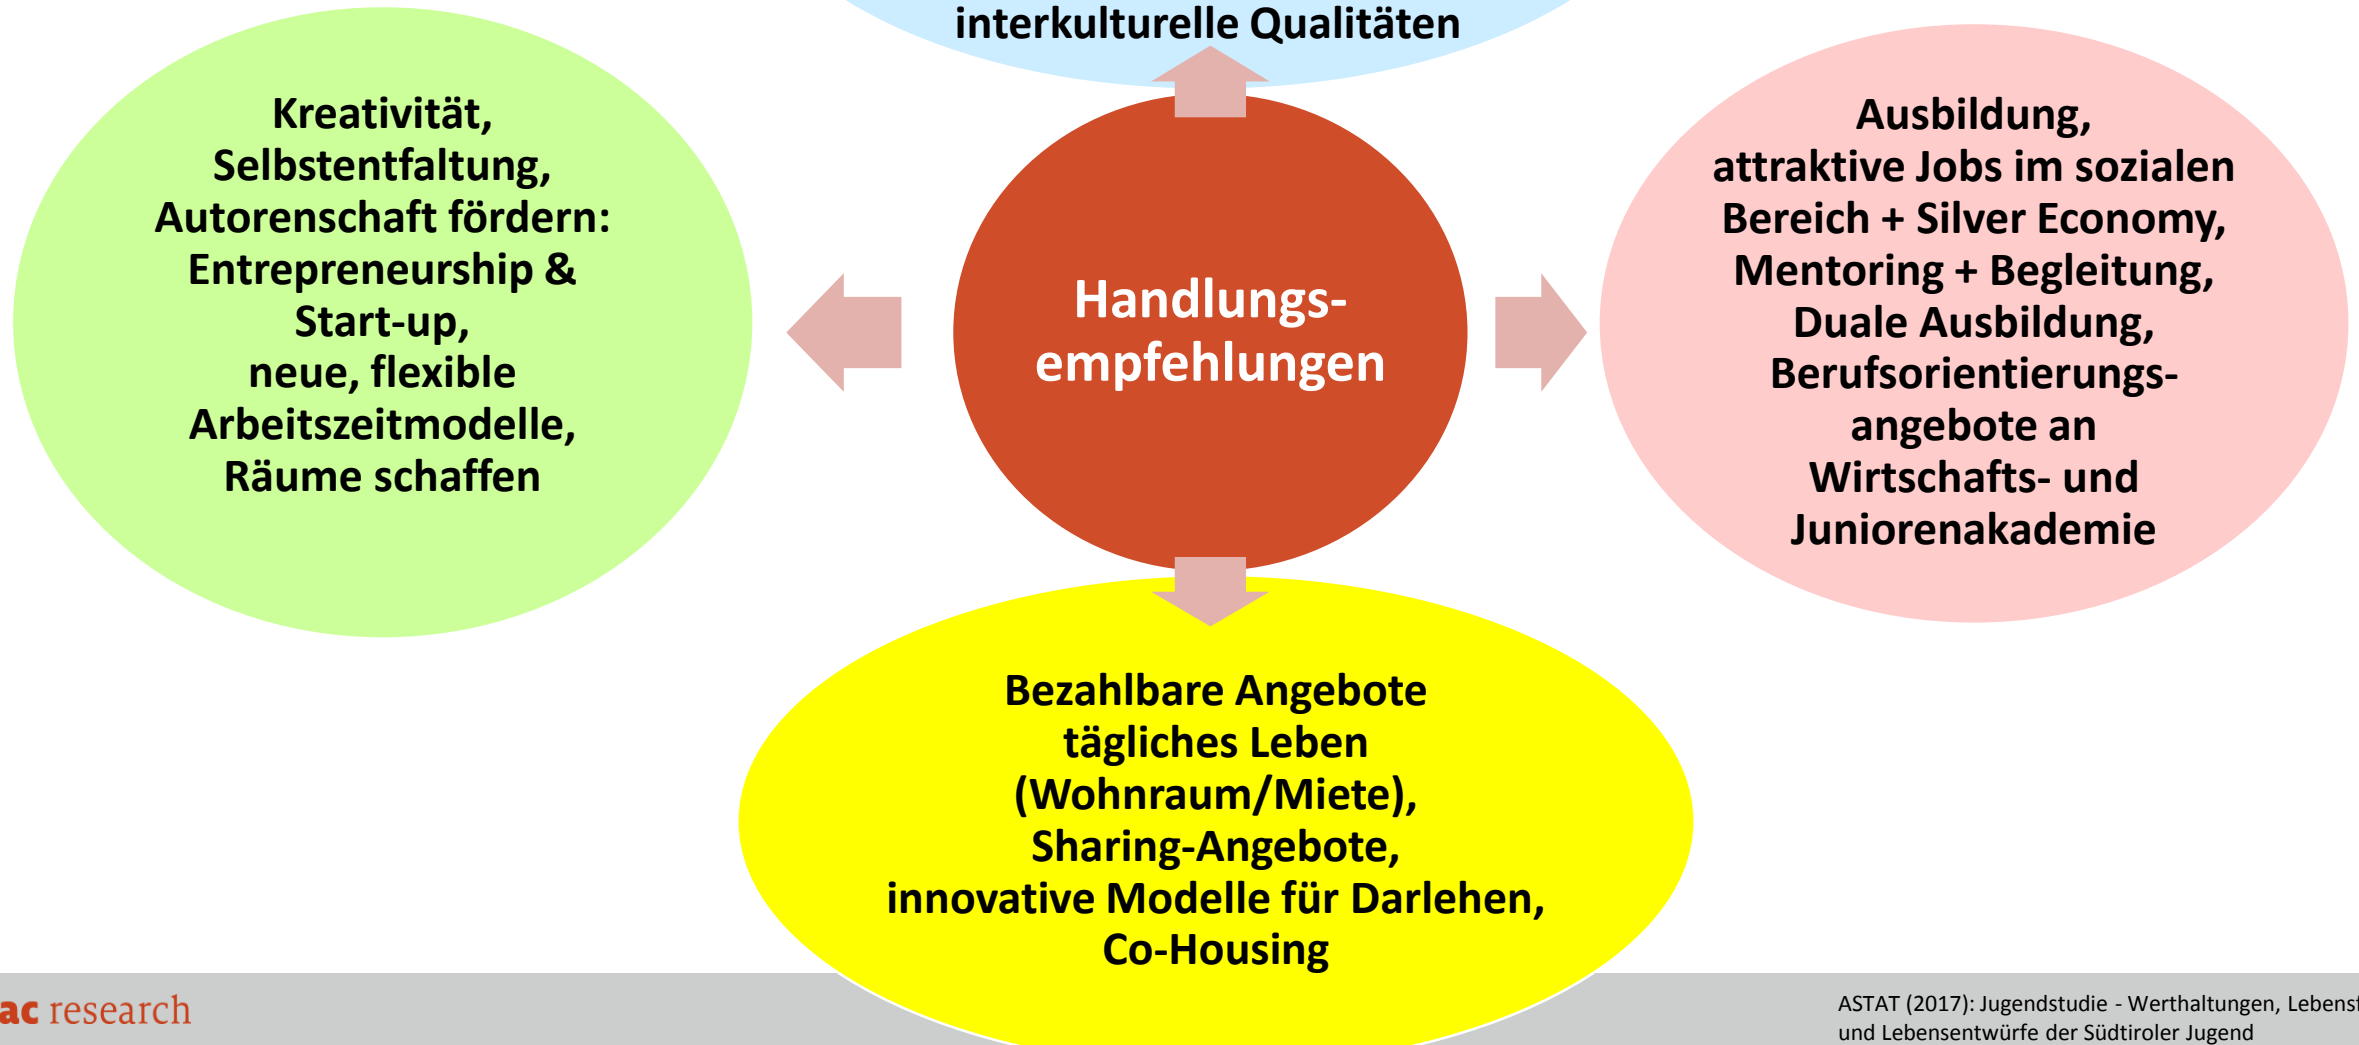 interkulturelle Qualitäten
Kreativität,
Selbstentfaltung,
Autorenschaft fördern:
Entrepreneurship &
Start-up,
neue, flexible
Arbeitszeitmodelle,
Räume schaffen
Handlungs-
empfehlungen
Ausbildung,
attraktive Jobs im sozialen
Bereich + Silver Economy,
Mentoring + Begleitung,
Duale Ausbildung,
Berufsorientierungs-
angebote an
Wirtschafts- und
Juniorenakademie
Bezahlbare Angebote
tägliches Leben
(Wohnraum/Miete),
Sharing-Angebote,
innovative Modelle für Darlehen,
Co-Housing
ac research
ASTAT (2017): Jugendstudie - Werthaltungen,
und Lebensentwürfe der Südtiroler Jugend